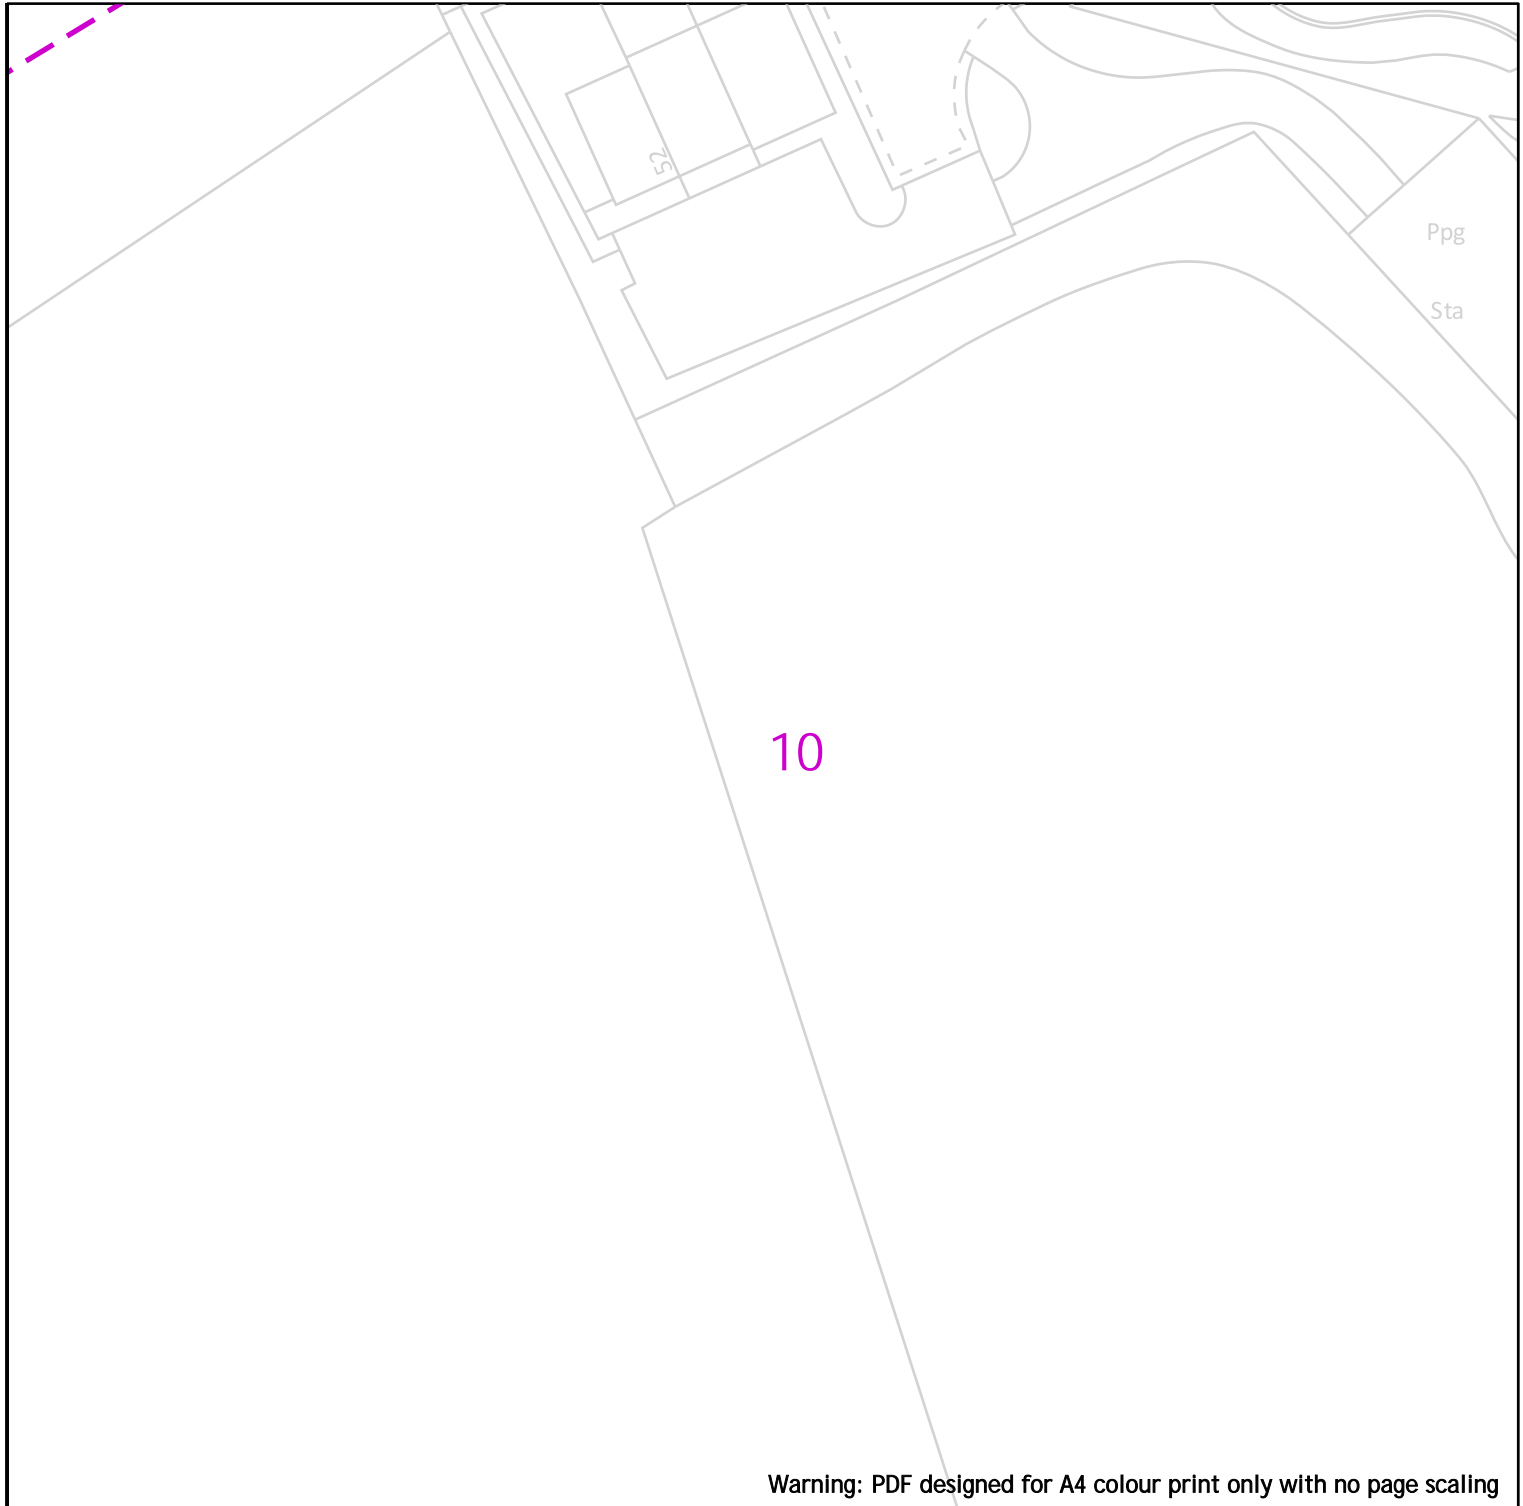 52
Ppg
Sta
10
Warning: PDF designed for A4 colour print only with no page scaling